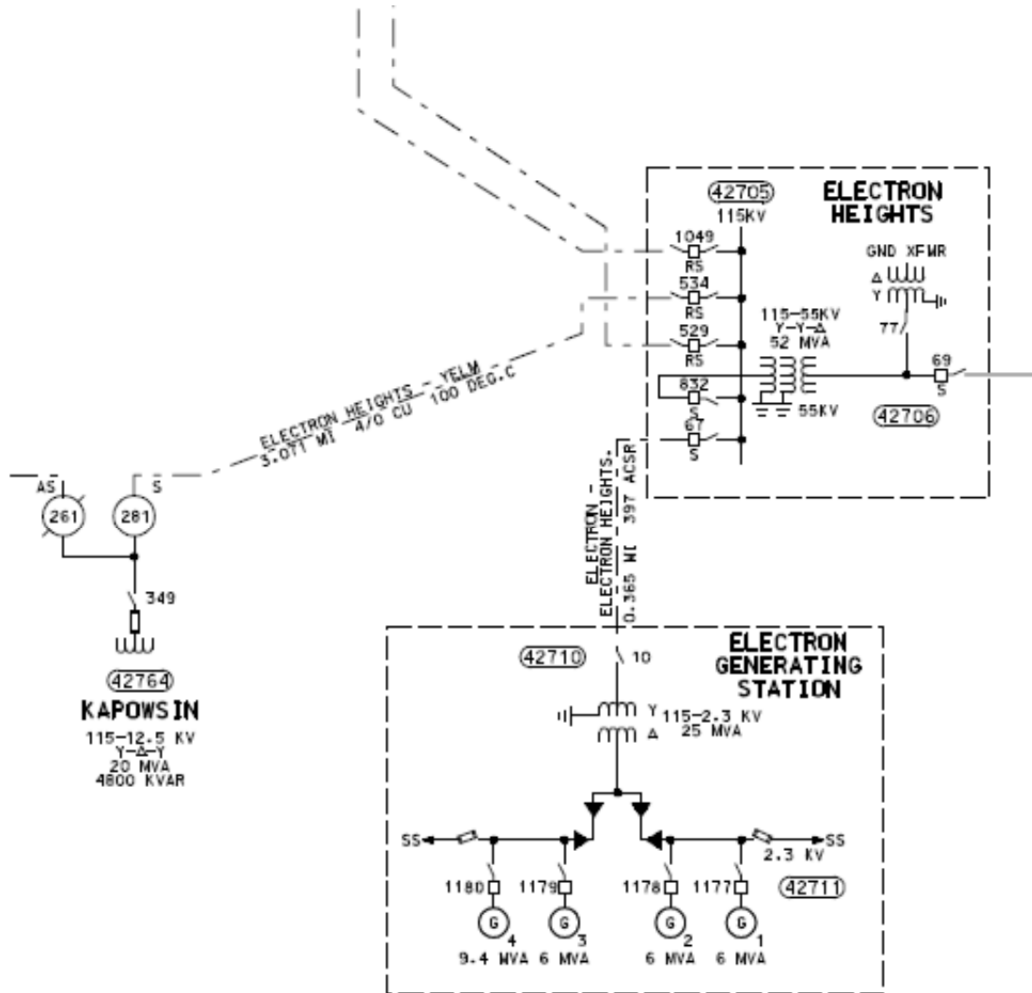 42705
115KV
ELECTRON
HEIGHTS
1049
RS
534
RS
529
RS
832
S
67
S
GND XFMR
Δ
Y
77
115-55KV
Y-Y-Δ
52 MVA
55KV
69
S
42706
ELECTRON HEIGHTS - YELM
3.071 MI 4/0 CU 100 DEG.C
AS
S
261
281
349
42764
KAPOWSIN
115-12.5 KV
Y-Δ-Y
20 MVA
4800 KVAR
ELECTRON -
ELECTRON HEIGHTS.
0.365 MI 397 ACSR
ELECTRON
GENERATING
STATION
42710
10
Y
Δ
115-2.3 KV
25 MVA
SS
SS
2.3 KV
42711
1180
1179
1178
1177
G
G
G
G
4
3
2
1
9.4 MVA
6 MVA
6 MVA
6 MVA